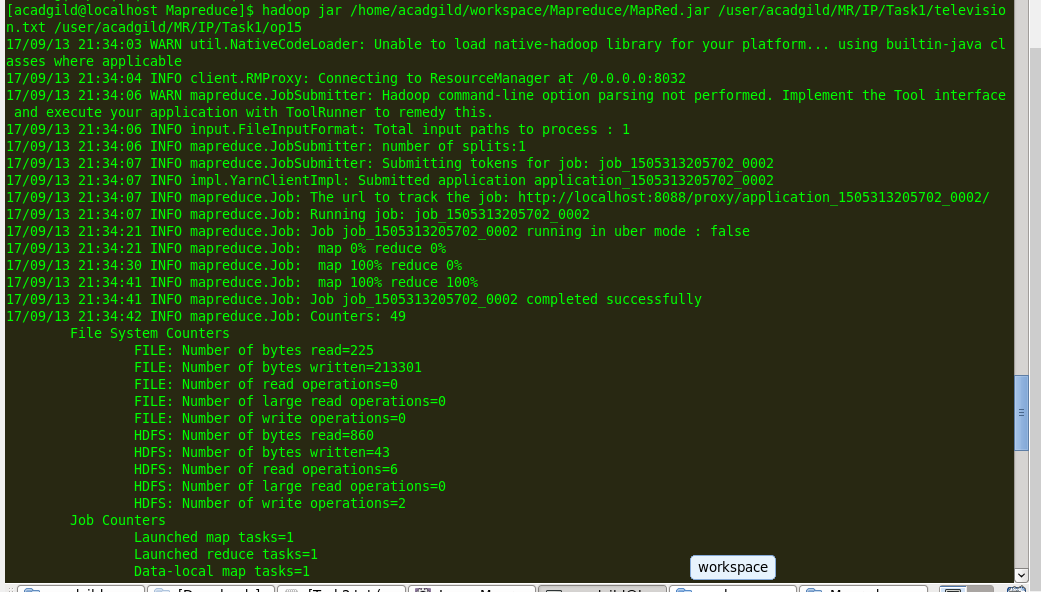 [acadgild@localhost Mapreduce]$ hadoop jar /home/acadgild/workspace/Mapreduce/MapRed.jar /user/acadgild/MR/IP/Task1/televisio
n.txt /user/acadgild/MR/IP/Task1/op15
17/09/13 21:34:03 WARN util.NativeCodeLoader: Unable to load native-hadoop library for your platform... using builtin-java cl
asses where applicable
17/09/13 21:34:04 INFO client.RMProxy: Connecting to ResourceManager at /0.0.0.0:8032
17/09/13 21:34:06 WARN mapreduce.JobSubmitter: Hadoop command-line option parsing not performed. Implement the Tool interface
 and execute your application with ToolRunner to remedy this.
17/09/13 21:34:06 INFO input.FileInputFormat: Total input paths to process : 1
17/09/13 21:34:06 INFO mapreduce.JobSubmitter: number of splits:1
17/09/13 21:34:07 INFO mapreduce.JobSubmitter: Submitting tokens for job: job_1505313205702_0002
17/09/13 21:34:07 INFO impl.YarnClientImpl: Submitted application application_1505313205702_0002
17/09/13 21:34:07 INFO mapreduce.Job: The url to track the job: http://localhost:8088/proxy/application_1505313205702_0002/
17/09/13 21:34:07 INFO mapreduce.Job: Running job: job_1505313205702_0002
17/09/13 21:34:21 INFO mapreduce.Job: Job job_1505313205702_0002 running in uber mode : false
17/09/13 21:34:21 INFO mapreduce.Job:  map 0% reduce 0%
17/09/13 21:34:30 INFO mapreduce.Job:  map 100% reduce 0%
17/09/13 21:34:41 INFO mapreduce.Job:  map 100% reduce 100%
17/09/13 21:34:41 INFO mapreduce.Job: Job job_1505313205702_0002 completed successfully
17/09/13 21:34:42 INFO mapreduce.Job: Counters: 49
File System Counters
FILE: Number of bytes read=225
FILE: Number of bytes written=213301
FILE: Number of read operations=0
FILE: Number of large read operations=0
FILE: Number of write operations=0
HDFS: Number of bytes read=860
HDFS: Number of bytes written=43
HDFS: Number of read operations=6
HDFS: Number of large read operations=0
HDFS: Number of write operations=2
Job Counters
Launched map tasks=1
Launched reduce tasks=1
Data-local map tasks=1
workspace